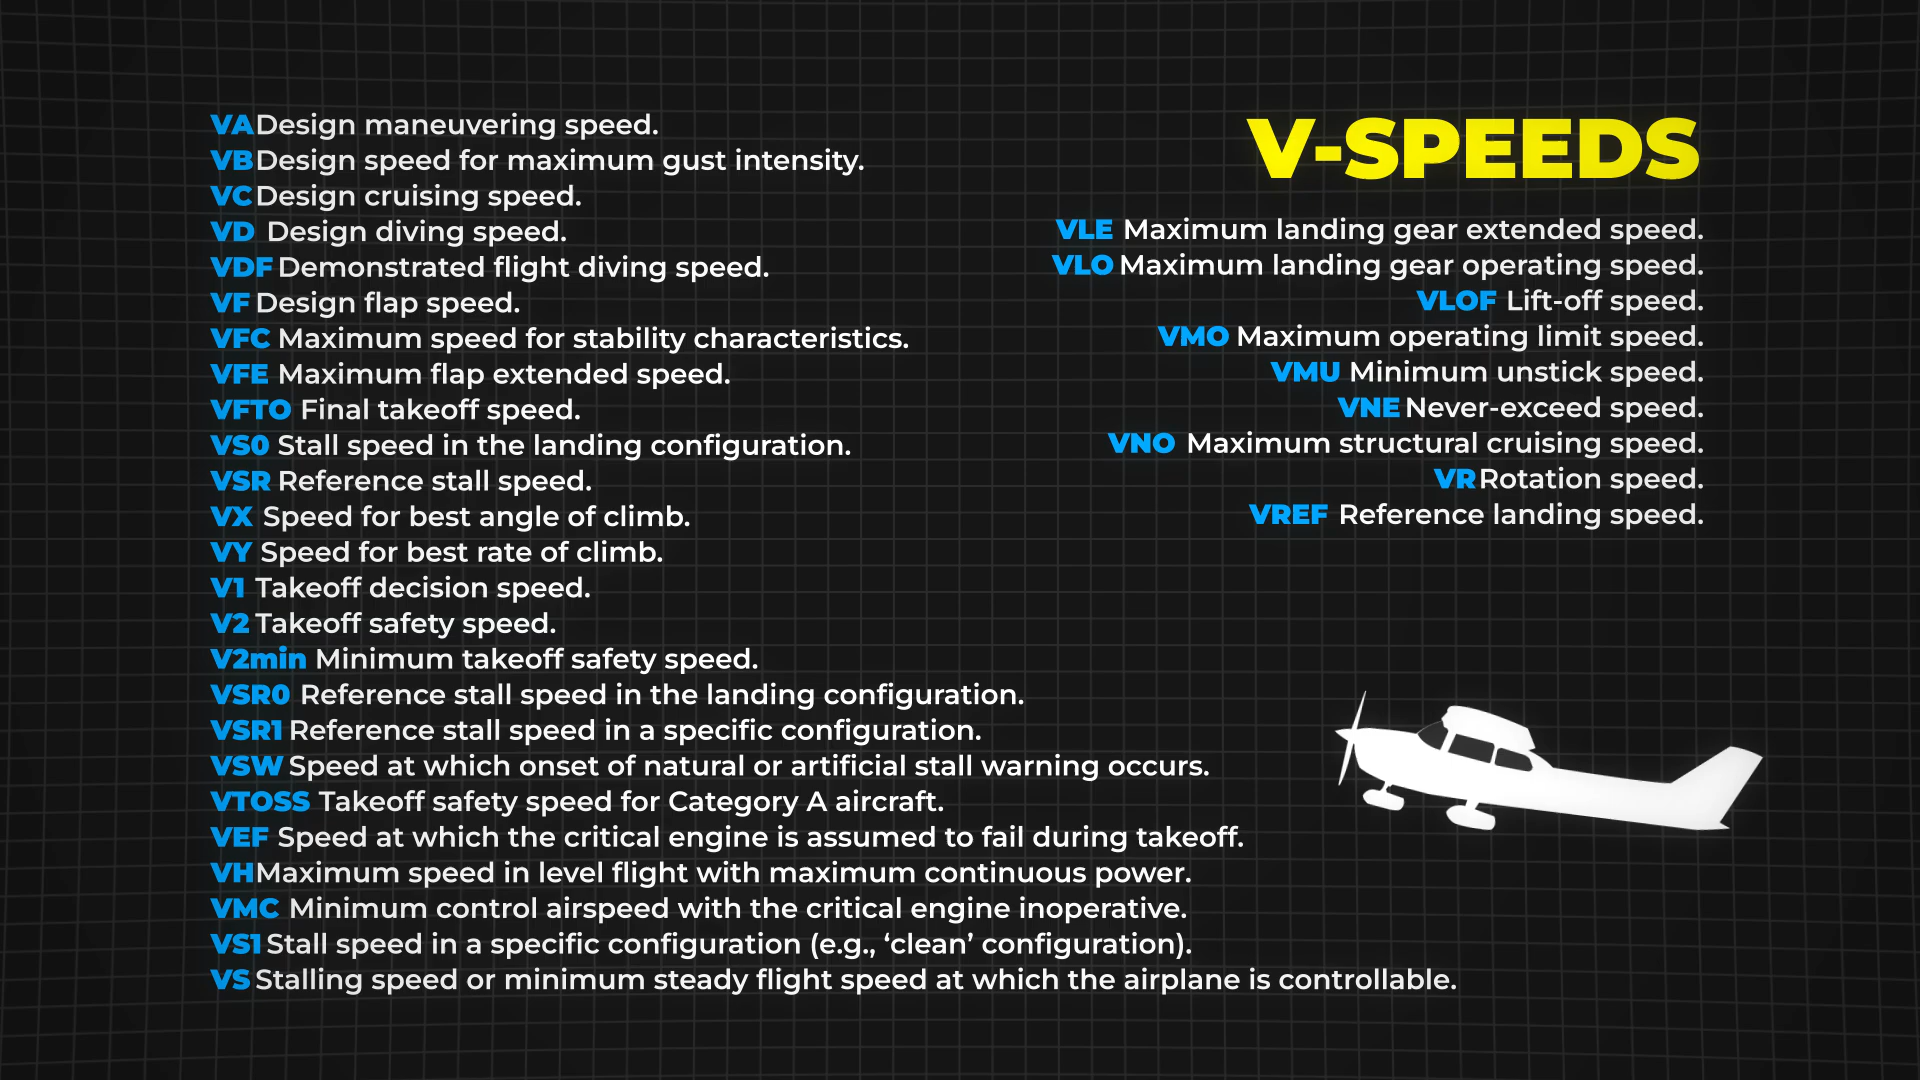 VA Design maneuvering speed.
VB Design speed for maximum gust intensity.
VC Design cruising speed.
VD Design diving speed.
VDF Demonstrated flight diving speed.
VF Design flap speed.
VFC Maximum speed for stability characteristics.
VFE Maximum flap extended speed.
VFTO Final takeoff speed.
VS0 Stall speed in the landing configuration.
VSR Reference stall speed.
VX Speed for best angle of climb.
VY Speed for best rate of climb.
V1 Takeoff decision speed.
V2 Takeoff safety speed.
V2min Minimum takeoff safety speed.
VSR0 Reference stall speed in the landing configuration.
VSR1 Reference stall speed in a specific configuration.
VSW Speed at which onset of natural or artificial stall warning occurs.
VTOSS Takeoff safety speed for Category A aircraft.
VEF Speed at which the critical engine is assumed to fail during takeoff.
VH Maximum speed in level flight with maximum continuous power.
VMC Minimum control airspeed with the critical engine inoperative.
VS1 Stall speed in a specific configuration (e.g., ‘clean’ configuration).
VS Stalling speed or minimum steady flight speed at which the airplane is controllable.
V-SPEEDS
VLE Maximum landing gear extended speed.
VLO Maximum landing gear operating speed.
VLOF Lift-off speed.
VMO Maximum operating limit speed.
VMU Minimum unstick speed.
VNE Never-exceed speed.
VNO Maximum structural cruising speed.
VR Rotation speed.
VREF Reference landing speed.